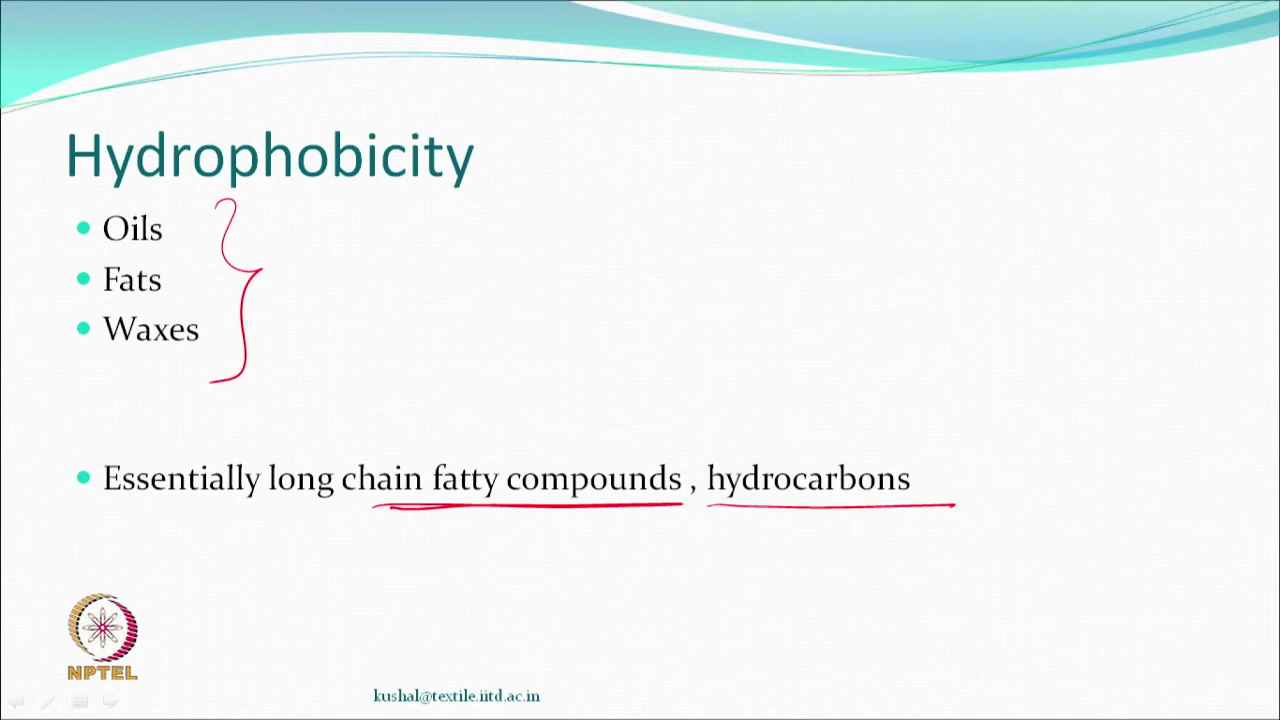 Hydrophobicity
Oils
Fats
Waxes
Essentially long chain fatty compounds , hydrocarbons
NPTEL
kushal@textile.iitd.ac.in